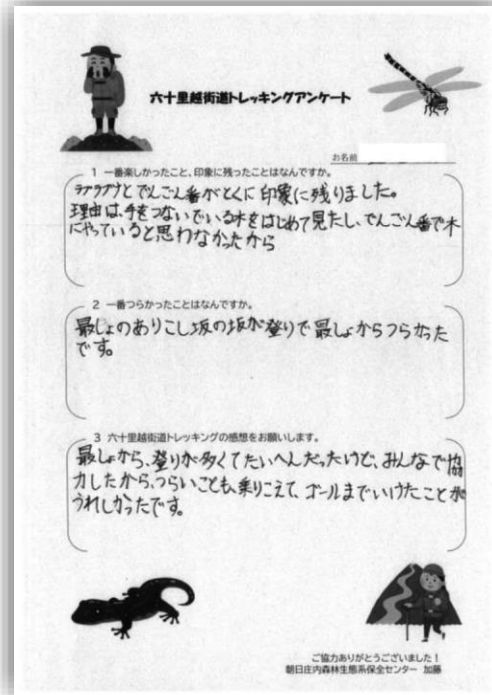 六十里越街道トレッキングアンケート
お名前
1 一番楽しかったこと、印象に残ったことはなんですか。
ラブラブナとでんごん番がとくに印象に残りました。
理由は、手をつないでいる木をはじめて見たし、でんごん番で木
にやっていると思わなかったから
2 一番つらかったことはなんですか。
最しょのありこし坂の坂が登りで最しょからつらかった
です。
3 六十里越街道トレッキングの感想をお願いします。
最しょから、登りが多くてたいへんだったけど、みんなで協
力したから、つらいことも、乗りこえて、ゴールまでいけたことが
うれしかったです。
ご協力ありがとうございました！
朝日庄内森林生態系保全センター 加藤